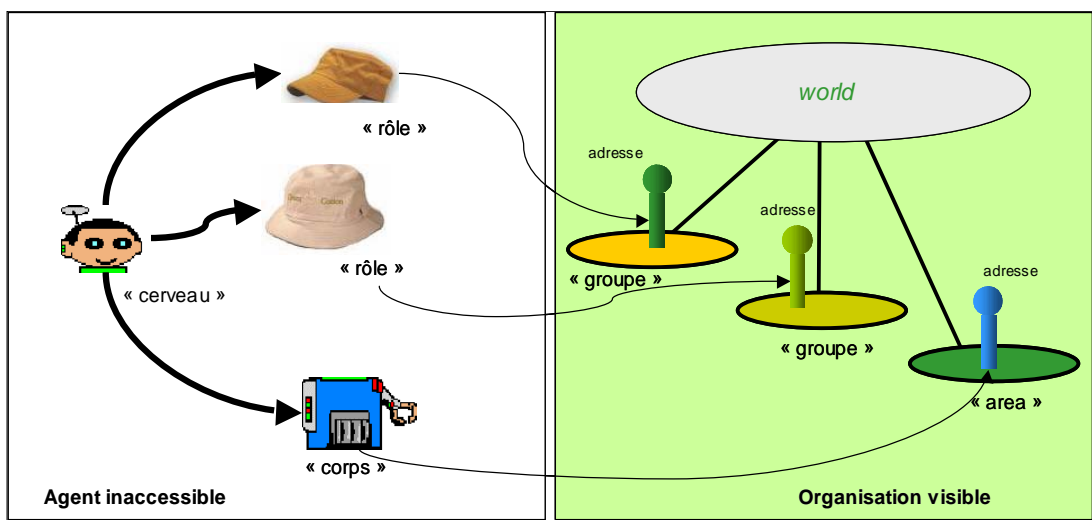 « rôle »
« rôle »
« cerveau »
« corps »
Agent inaccessible
world
adresse
« groupe »
adresse
« groupe »
adresse
« area »
Organisation visible